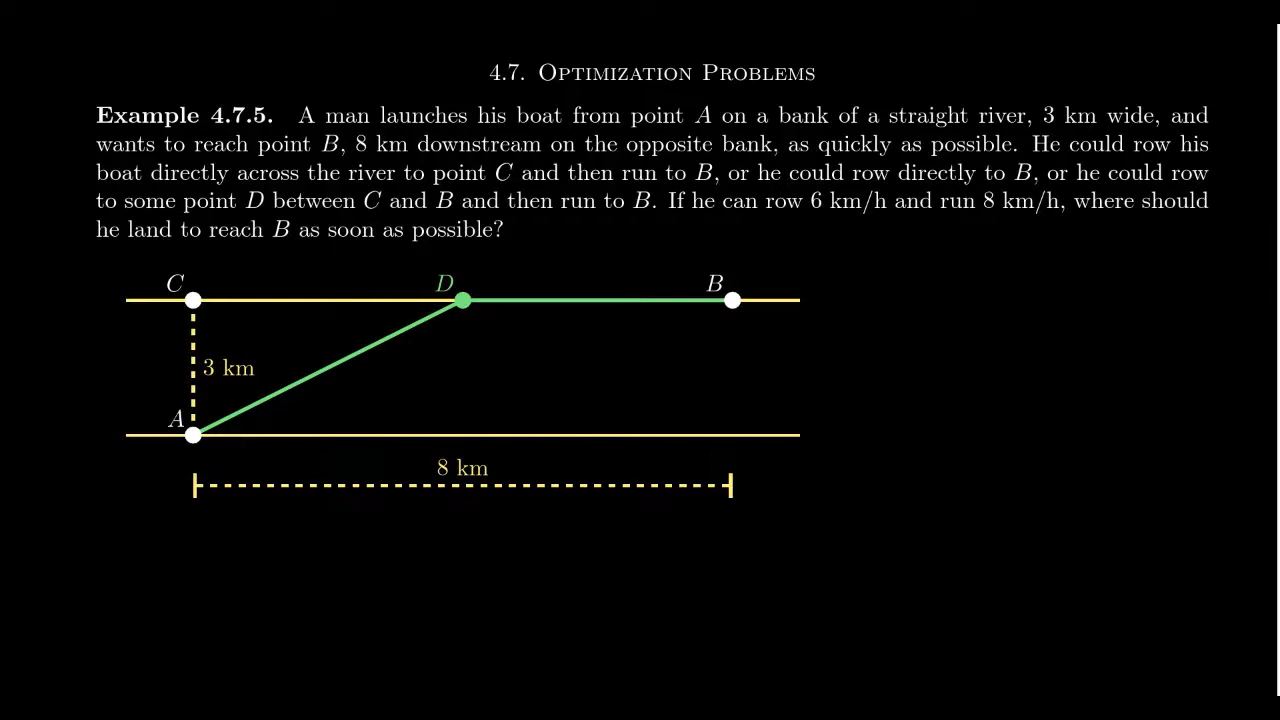 4.7. Optimization Problems
Example 4.7.5. A man launches his boat from point A on a bank of a straight river, 3 km wide, and
wants to reach point B, 8 km downstream on the opposite bank, as quickly as possible. He could row his
boat directly across the river to point C and then run to B, or he could row directly to B, or he could row
to some point D between C and B and then run to B. If he can row 6 km/h and run 8 km/h, where should
he land to reach B as soon as possible?
C
D
B
3 km
A
8 km